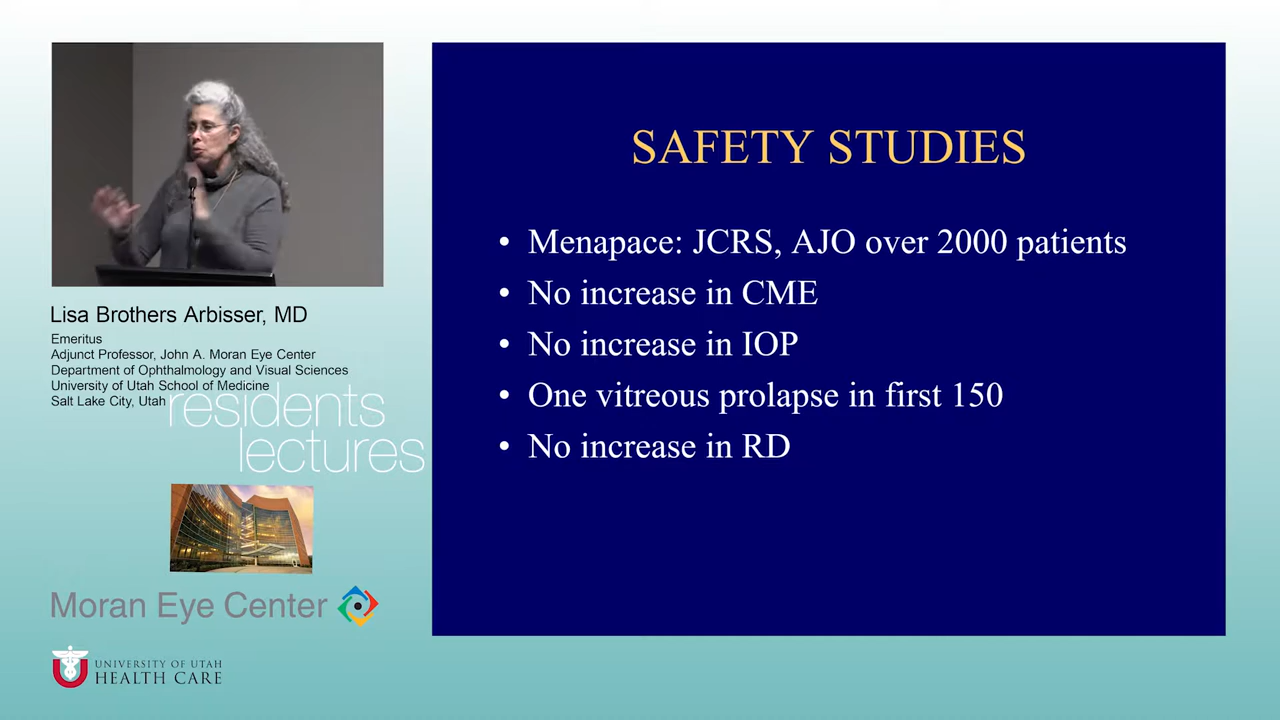 Lisa Brothers Arbisser, MD
Emeritus
Adjunct Professor, John A. Moran Eye Center
Department of Ophthalmology and Visual Sciences
University of Utah School of Medicine
Salt Lake City, Utah
residents
lectures
Moran Eye Center
U
UNIVERSITY OF UTAH
HEALTH CARE
SAFETY STUDIES
• Menapace: JCRS, AJO over 2000 patients
• No increase in CME
• No increase in IOP
• One vitreous prolapse in first 150
• No increase in RD